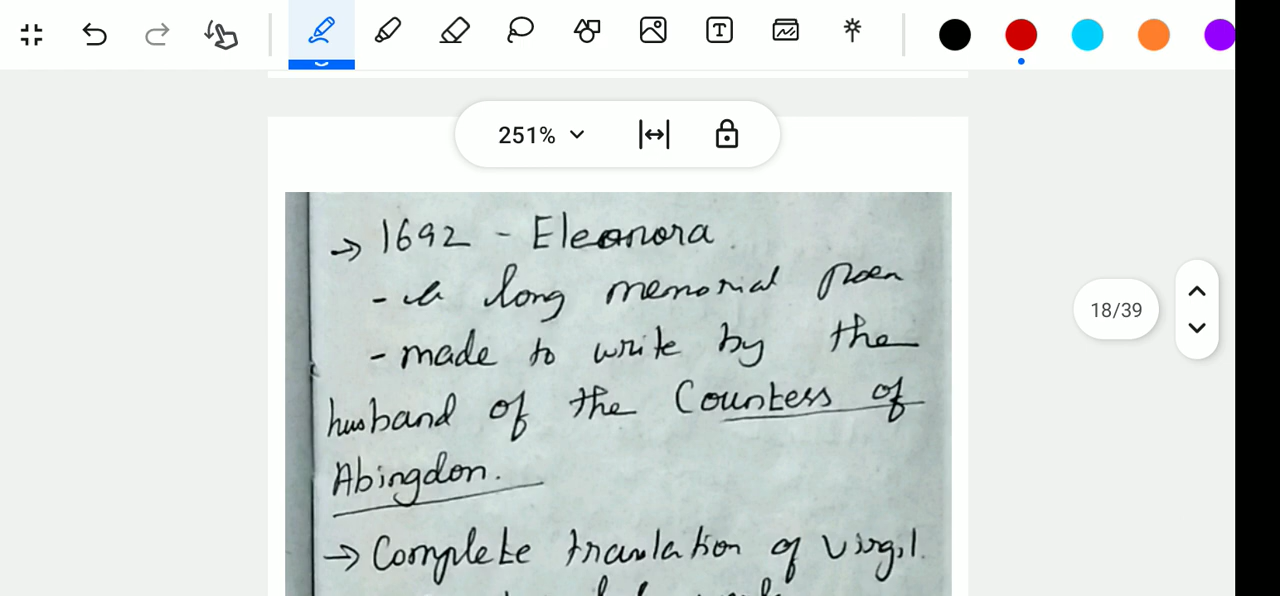 251%
→ 1692 - Eleonora
- a long memorial poem
18/39
- made to write by the
husband of the Countess of
Abingdon.
→ Complete translation of Virgil.